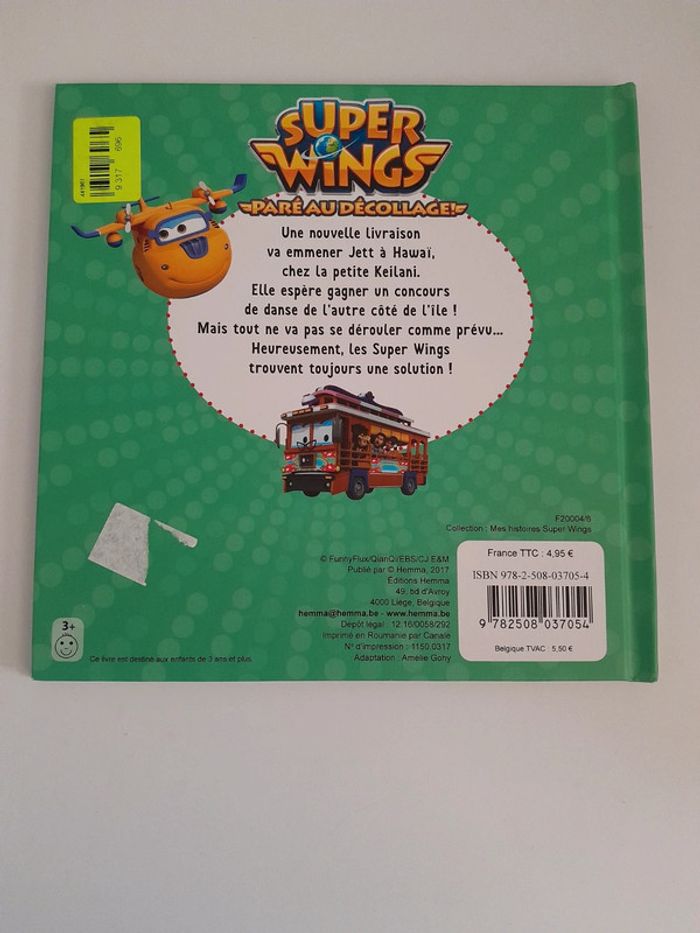 SUPER
WINGS
PARÉ AU DÉCOLLAGE!
441961
9 317 696
Une nouvelle livraison
va emmener Jett à Hawaï,
chez la petite Keilani.
Elle espère gagner un concours
de danse de l'autre côté de l'île !
Mais tout ne va pas se dérouler comme prévu...
Heureusement, les Super Wings
trouvent toujours une solution !
F20004/6
Collection : Mes histoires Super Wings
© FunnyFlux/QianQi/EBS/CJ E&M
Publié par © Hemma, 2017
Éditions Hemma
49, bd d'Avroy
4000 Liège, Belgique
hemma@hemma.be - www.hemma.be
Dépôt légal : 12.16/0058/292
Imprimé en Roumanie par Canale
N° d'impression : 1150.0317
Adaptation : Amélie Gohy
France TTC : 4,95 €
ISBN 978-2-508-03705-4
9 782508 037054
Belgique TVAC : 5,50 €
3+
Ce livre est destiné aux enfants de 3 ans et plus.